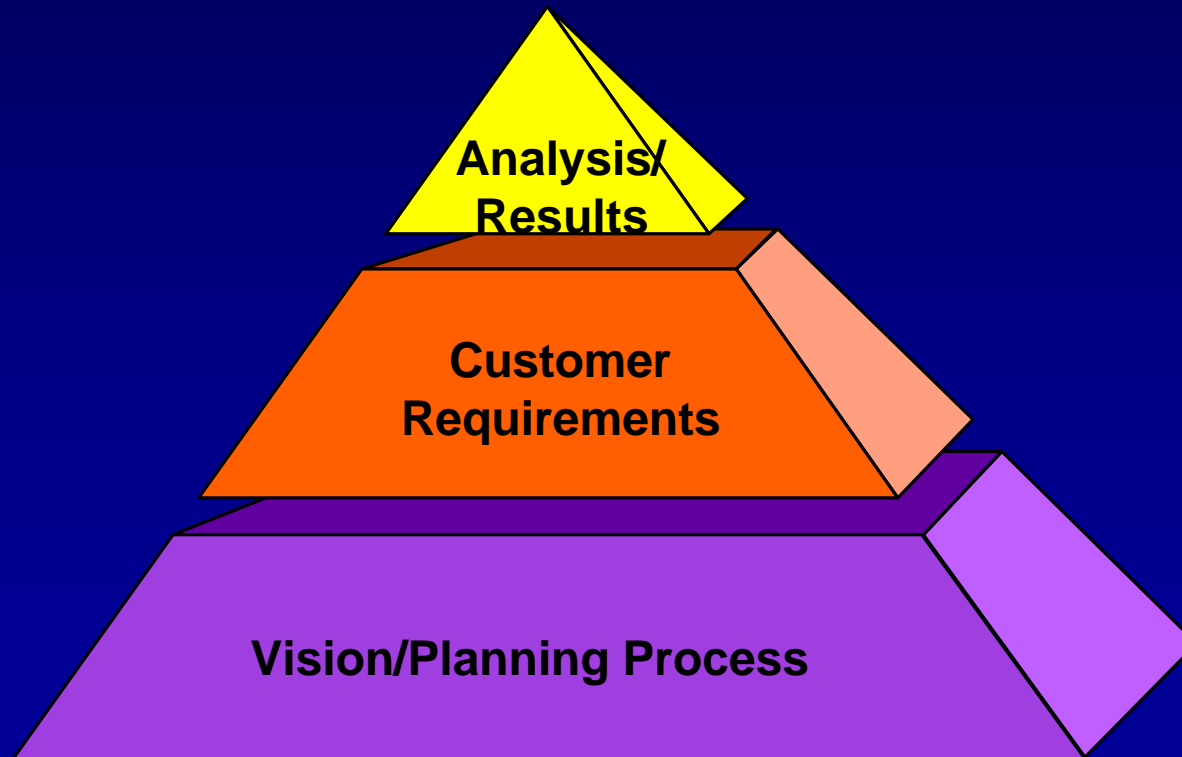 Analysis/
Results
Customer
Requirements
Vision/Planning Process